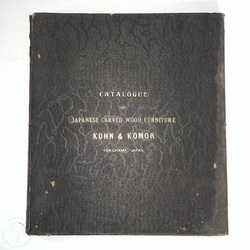 CATALOGUE
OF
JAPANESE CARVED WOOD FURNITURE
KUHN & KOMOR
YOKOHAMA, JAPAN.